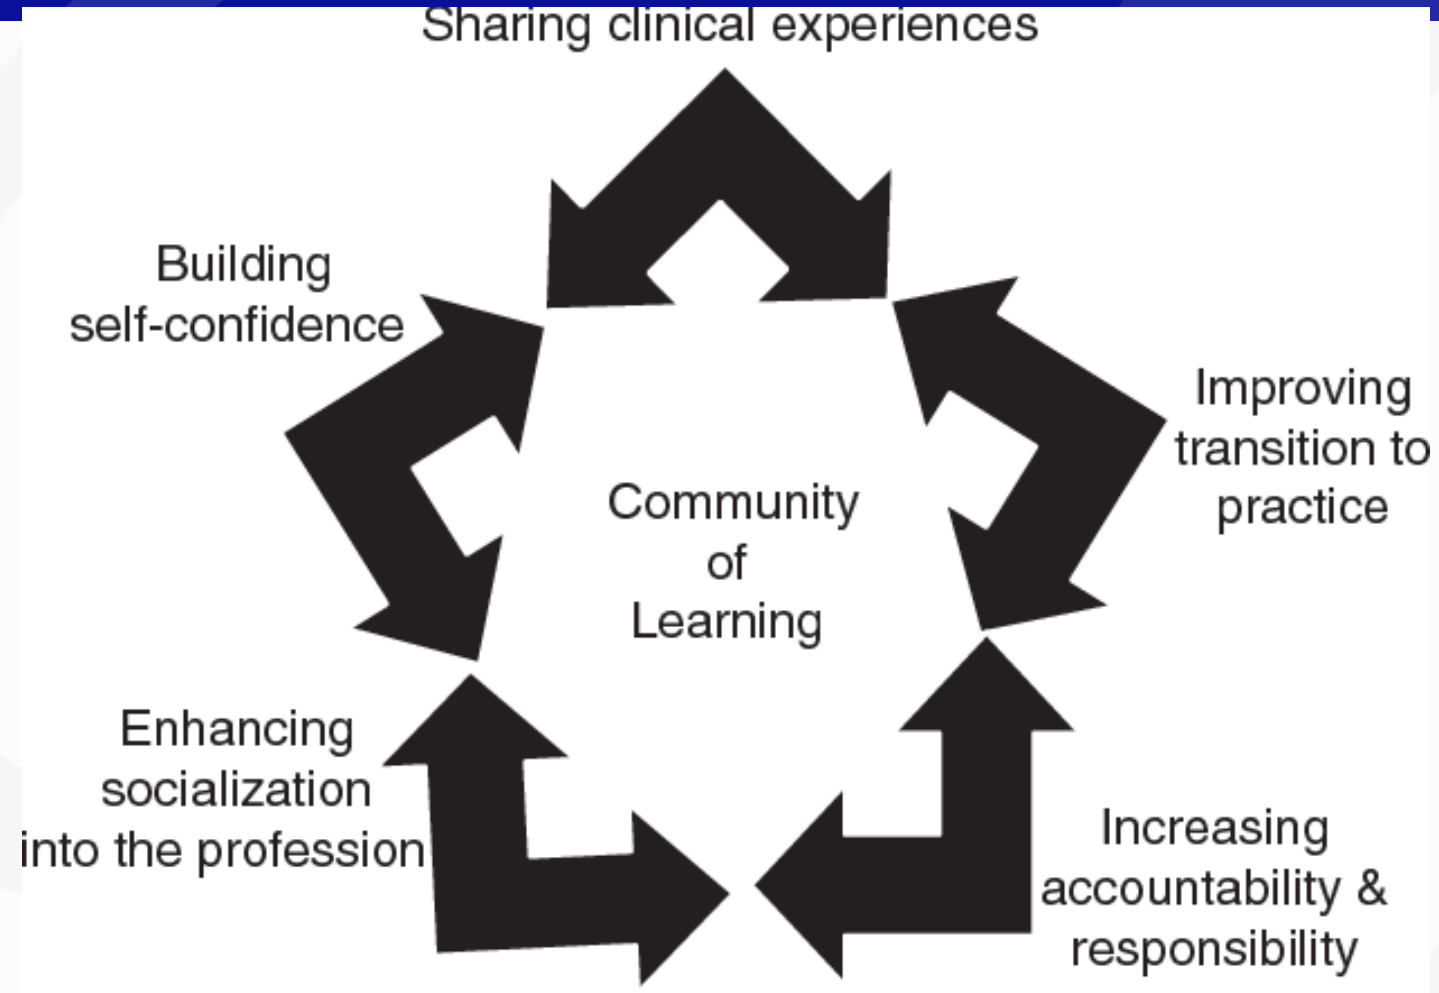 Sharing clinical experiences
Building
self-confidence
Improving
transition to
practice
Community
of
Learning
Enhancing
socialization
into the profession
Increasing
accountability &
responsibility